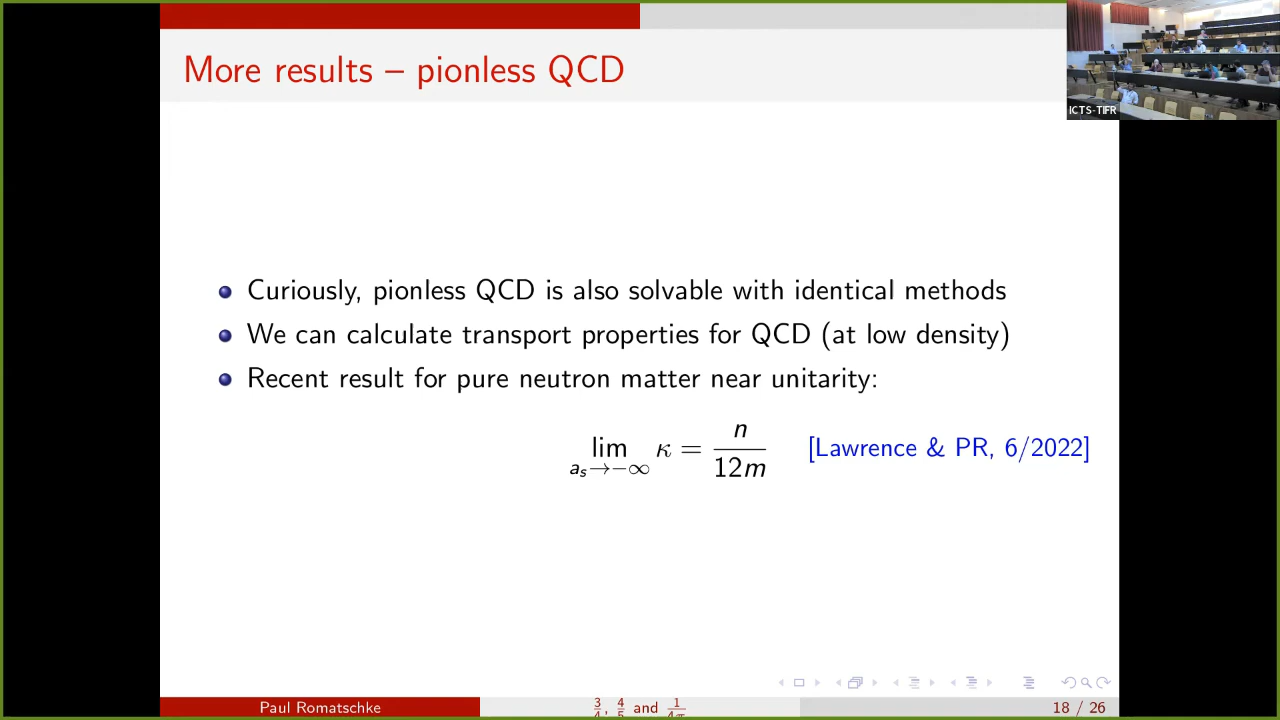 More results – pionless QCD
ICTS-TIFR
Curiously, pionless QCD is also solvable with identical methods
We can calculate transport properties for QCD (at low density)
Recent result for pure neutron matter near unitarity:
lim_{a_s→−∞} κ = n/12m [Lawrence & PR, 6/2022]
Paul Romatschke 3/4, 4/5 and 1/4π 18 / 26